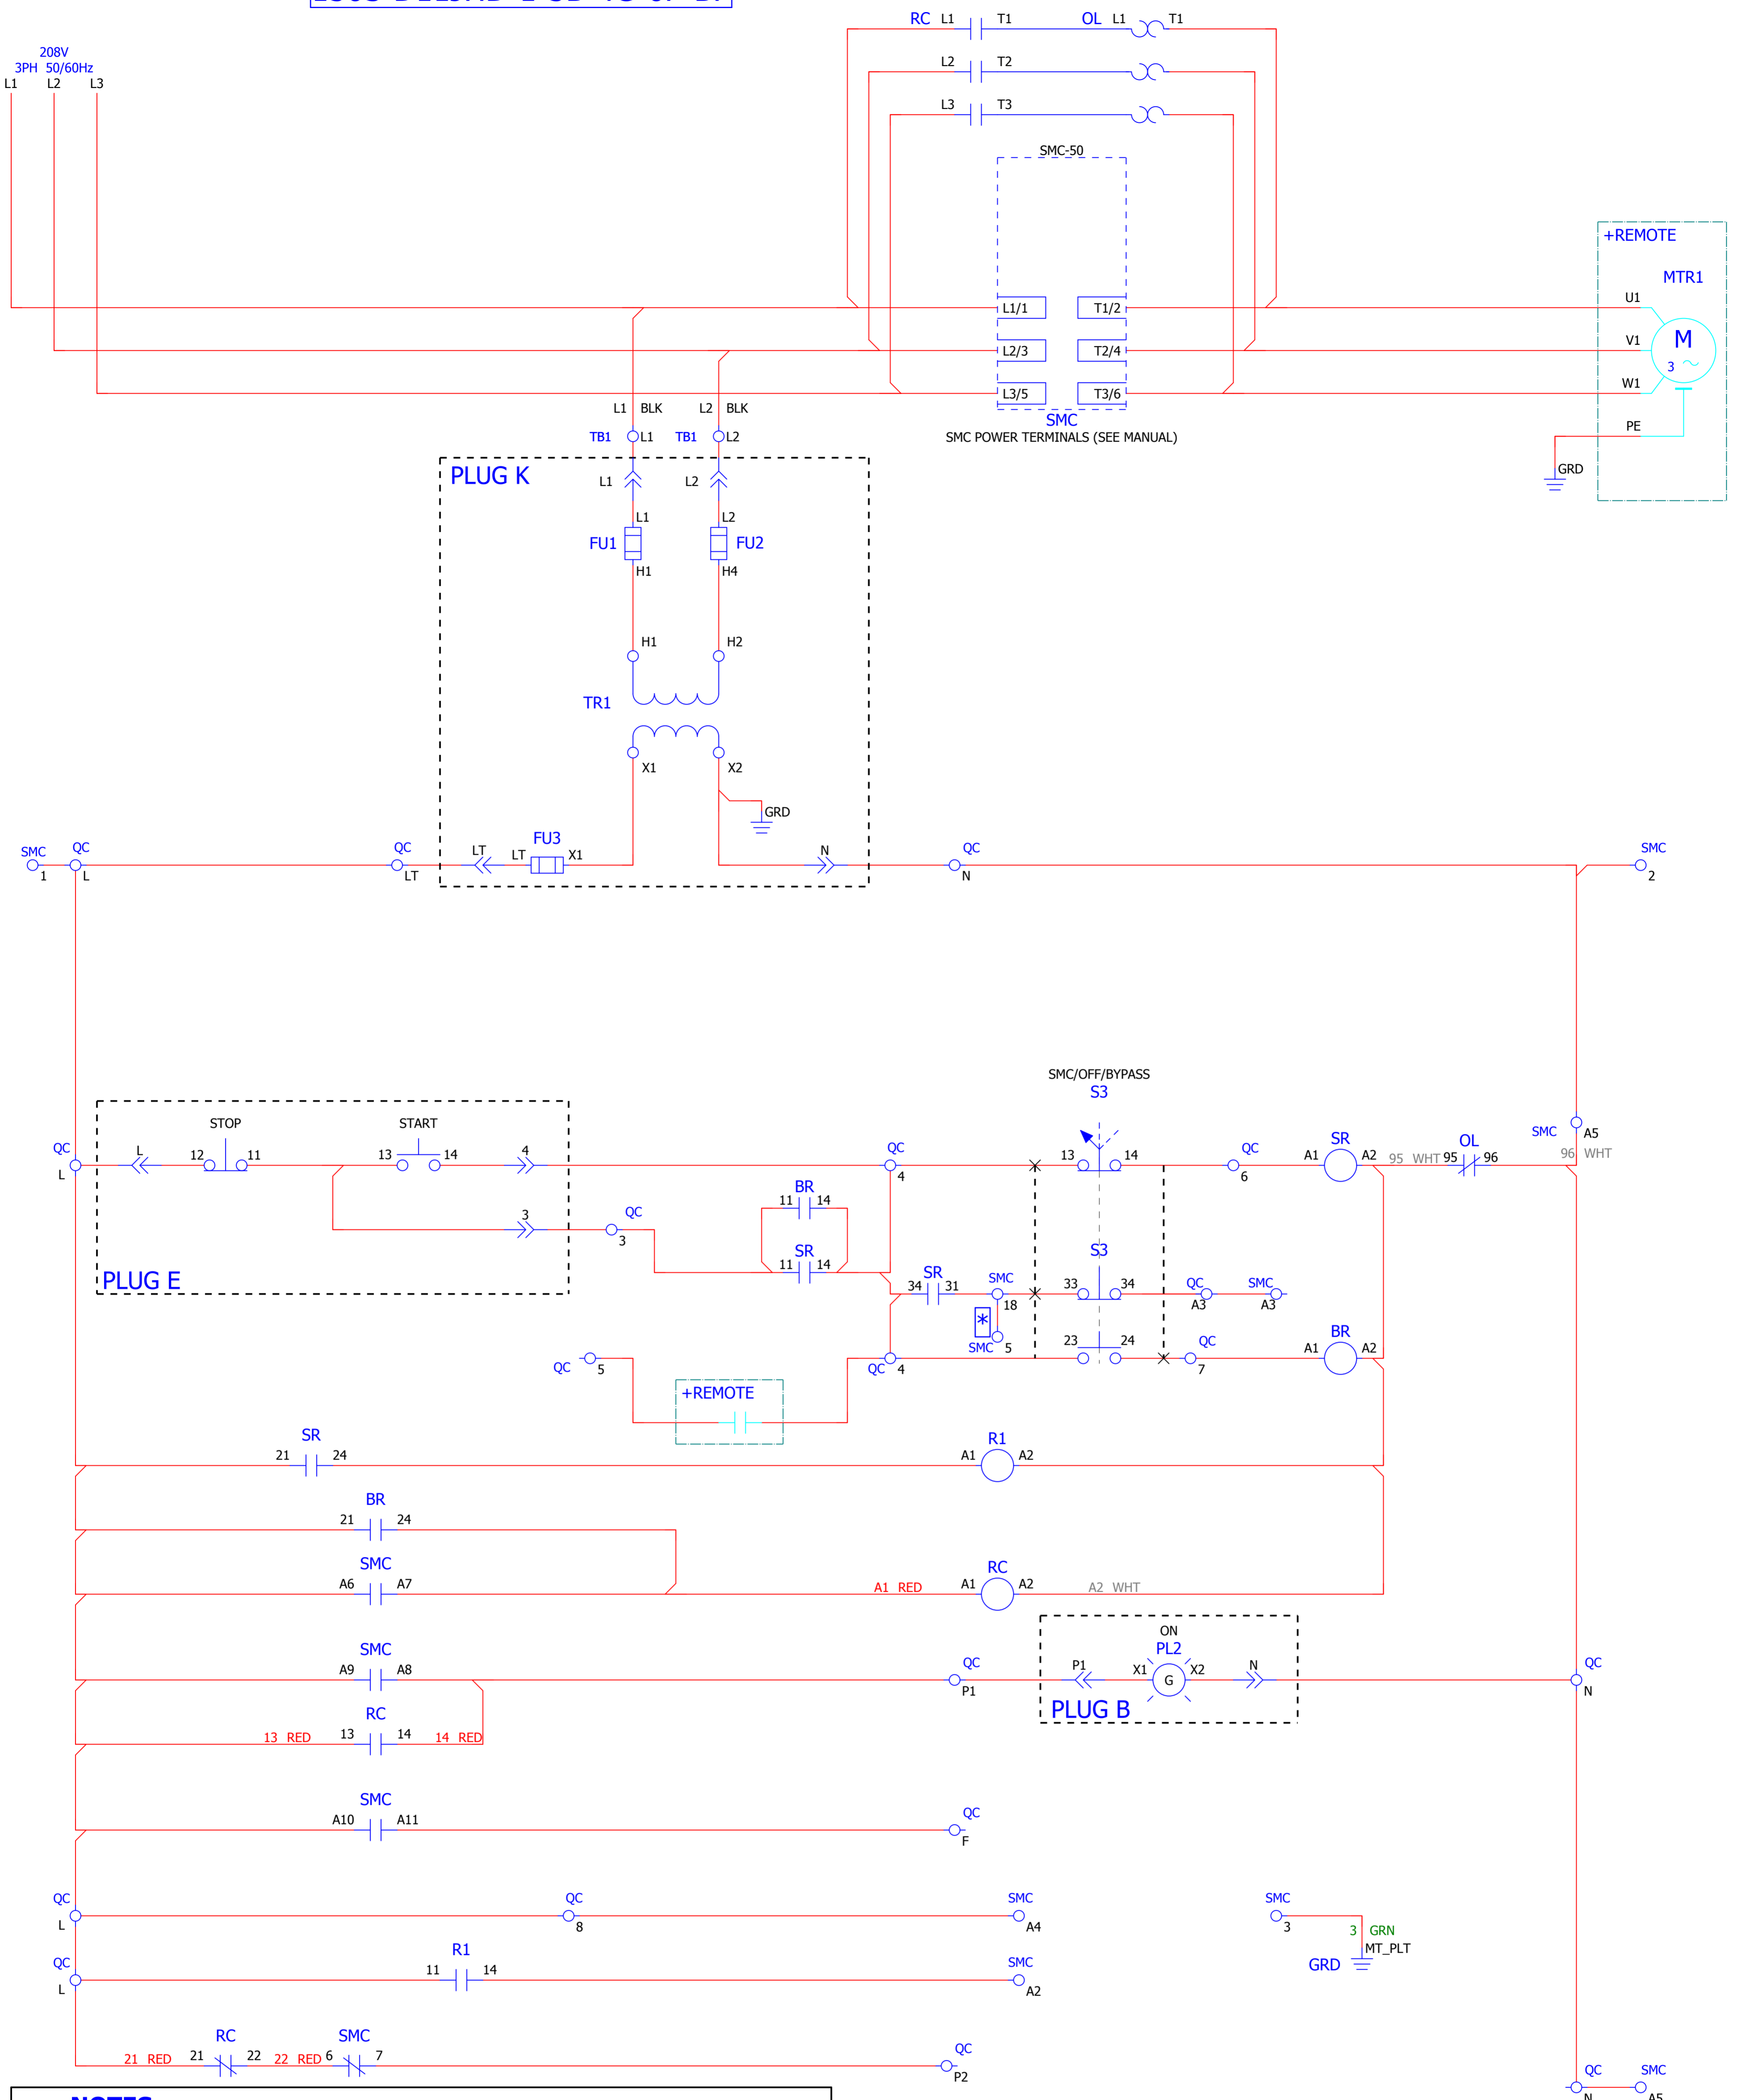 208V
3PH 50/60Hz
L1 L2 L3
RC L1 T1 OL L1 T1
L2 T2
L3 T3
SMC-50
L1/1 T1/2
L2/3 T2/4
L3/5 T3/6
SMC
SMC POWER TERMINALS (SEE MANUAL)
+REMOTE
MTR1
U1
V1
W1
PE
M
3
GRD
L1 BLK L2 BLK
TB1 L1 TB1 L2
PLUG K
L1 L2
L1 L2
FU1 FU2
H1 H4
H1 H2
TR1
X1 X2
GRD
FU3
SMC QC QC LT LT X1 N QC SMC
1 L LT N 2
SMC/OFF/BYPASS
S3
STOP START
QC L 12 11 13 14 4 QC 13 14 QC SR OL SMC A5
L 4 6 A1 A2 95 WHT 95 96 96 WHT
BR
11 14
3 QC
3
SR
11 14
PLUG E
S3
SR SMC
34 31 18 33 34 QC SMC
A3 A3
*
SMC 5 23 24 QC BR
QC 5 QC 4 7 A1 A2
+REMOTE
SR R1
21 24 A1 A2
BR
21 24
SMC RC
A6 A7 A1 RED A1 A2 A2 WHT
ON
SMC PL2
A9 A8 QC P1 X1 G X2 N QC
P1 N
PLUG B
RC
13 RED 13 14 14 RED
SMC
A10 A11 QC
F
QC QC SMC SMC
L 8 A4 3
3 GRN
MT_PLT
GRD
QC R1 SMC
L 11 14 A2
RC SMC
21 RED 21 22 22 RED 6 7 QC
P2
QC SMC
N A5
NOTES